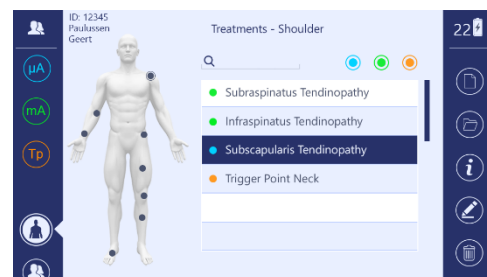 ID: 12345
Paulussen
Geert
Treatments - Shoulder
22
µA
mA
Tp
Subraspinatus Tendinopathy
Infraspinatus Tendinopathy
Subscapularis Tendinopathy
Trigger Point Neck
i